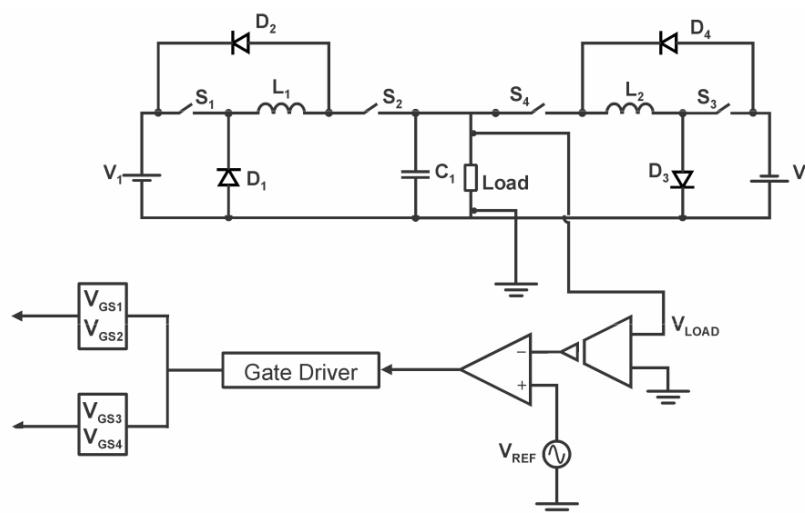 D2
D4
S1
L1
S2
S4
L2
S3
V1
D1
C1
Load
D3
V
VGS1
VGS2
VLOAD
Gate Driver
−
+
VGS3
VGS4
VREF